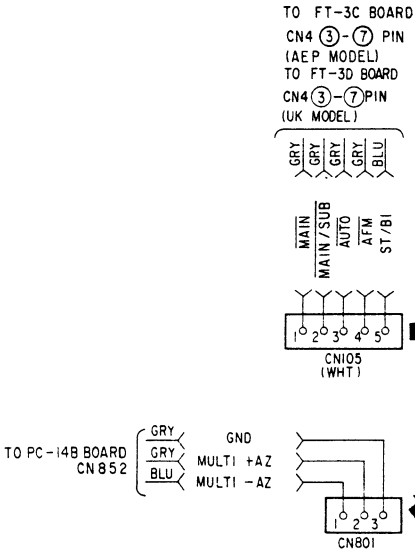 TO FT-3C BOARD
CN4 ③-⑦ PIN
(AEP MODEL)
TO FT-3D BOARD
CN4 ③-⑦ PIN
(UK MODEL)
GRY GRY GRY GRY BLU
MAIN MAIN/SUB AUTO AFM ST/BI
1 2 3 4 5
CN105
(WHT)
TO PC-14B BOARD
CN852
GRY GND
GRY MULTI +AZ
BLU MULTI -AZ
1 2 3
CN801